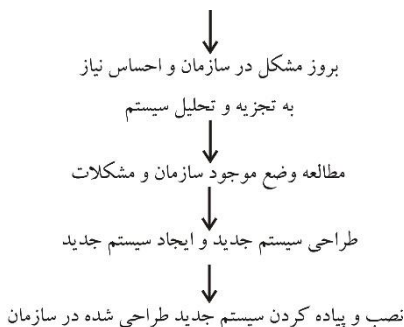 بروز مشکل در سازمان و احساس نیاز
به تجزیه و تحلیل سیستم
مطالعه وضع موجود سازمان و مشکلات
طراحی سیستم جدید و ایجاد سیستم جدید
نصب و پیاده کردن سیستم جدید طراحی شده در سازمان